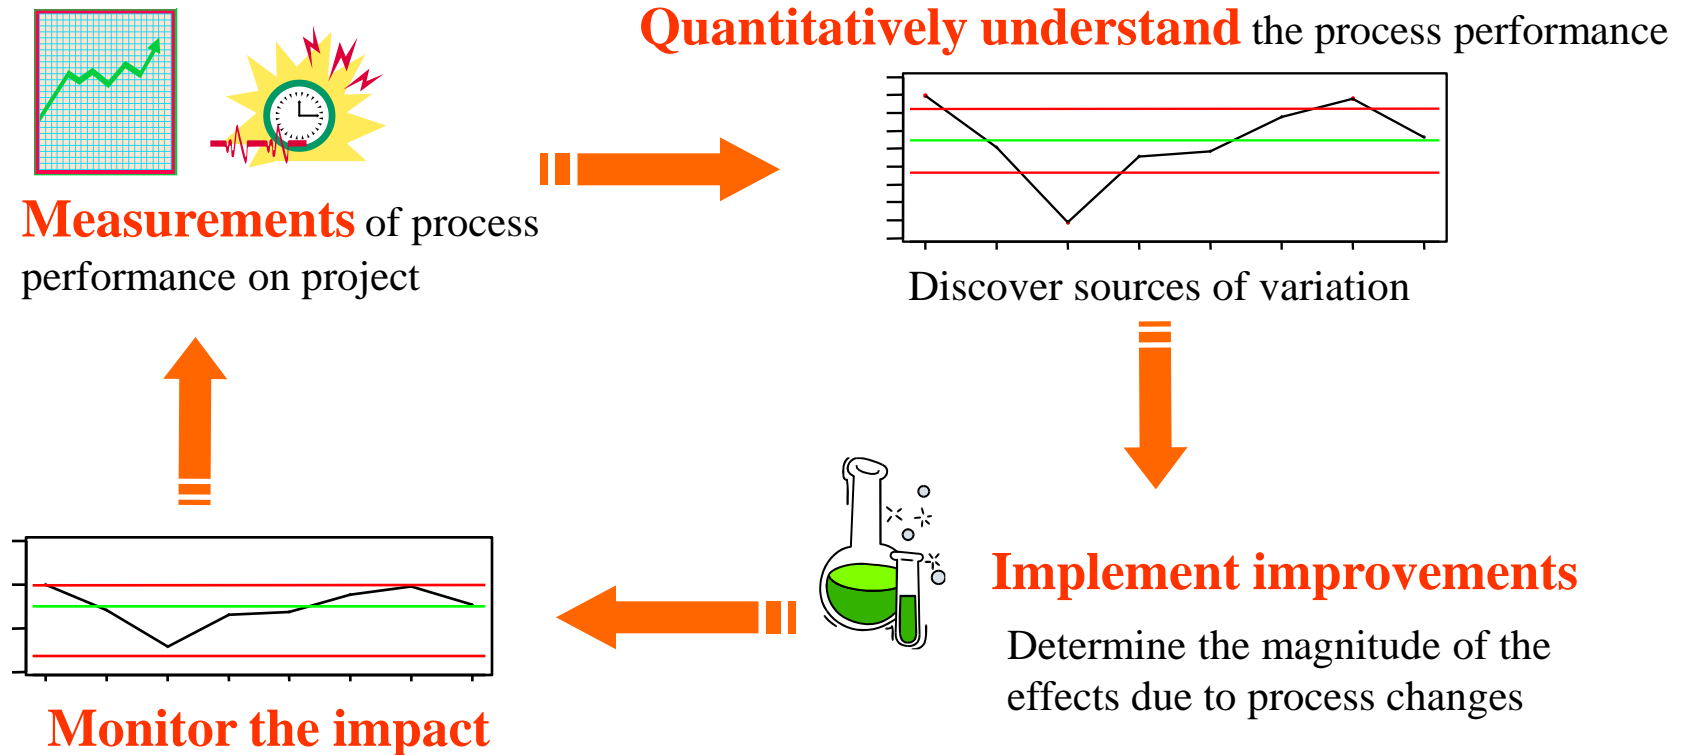 Quantitatively understand the process performance
Measurements of process
performance on project
Discover sources of variation
Implement improvements
Determine the magnitude of the
effects due to process changes
Monitor the impact